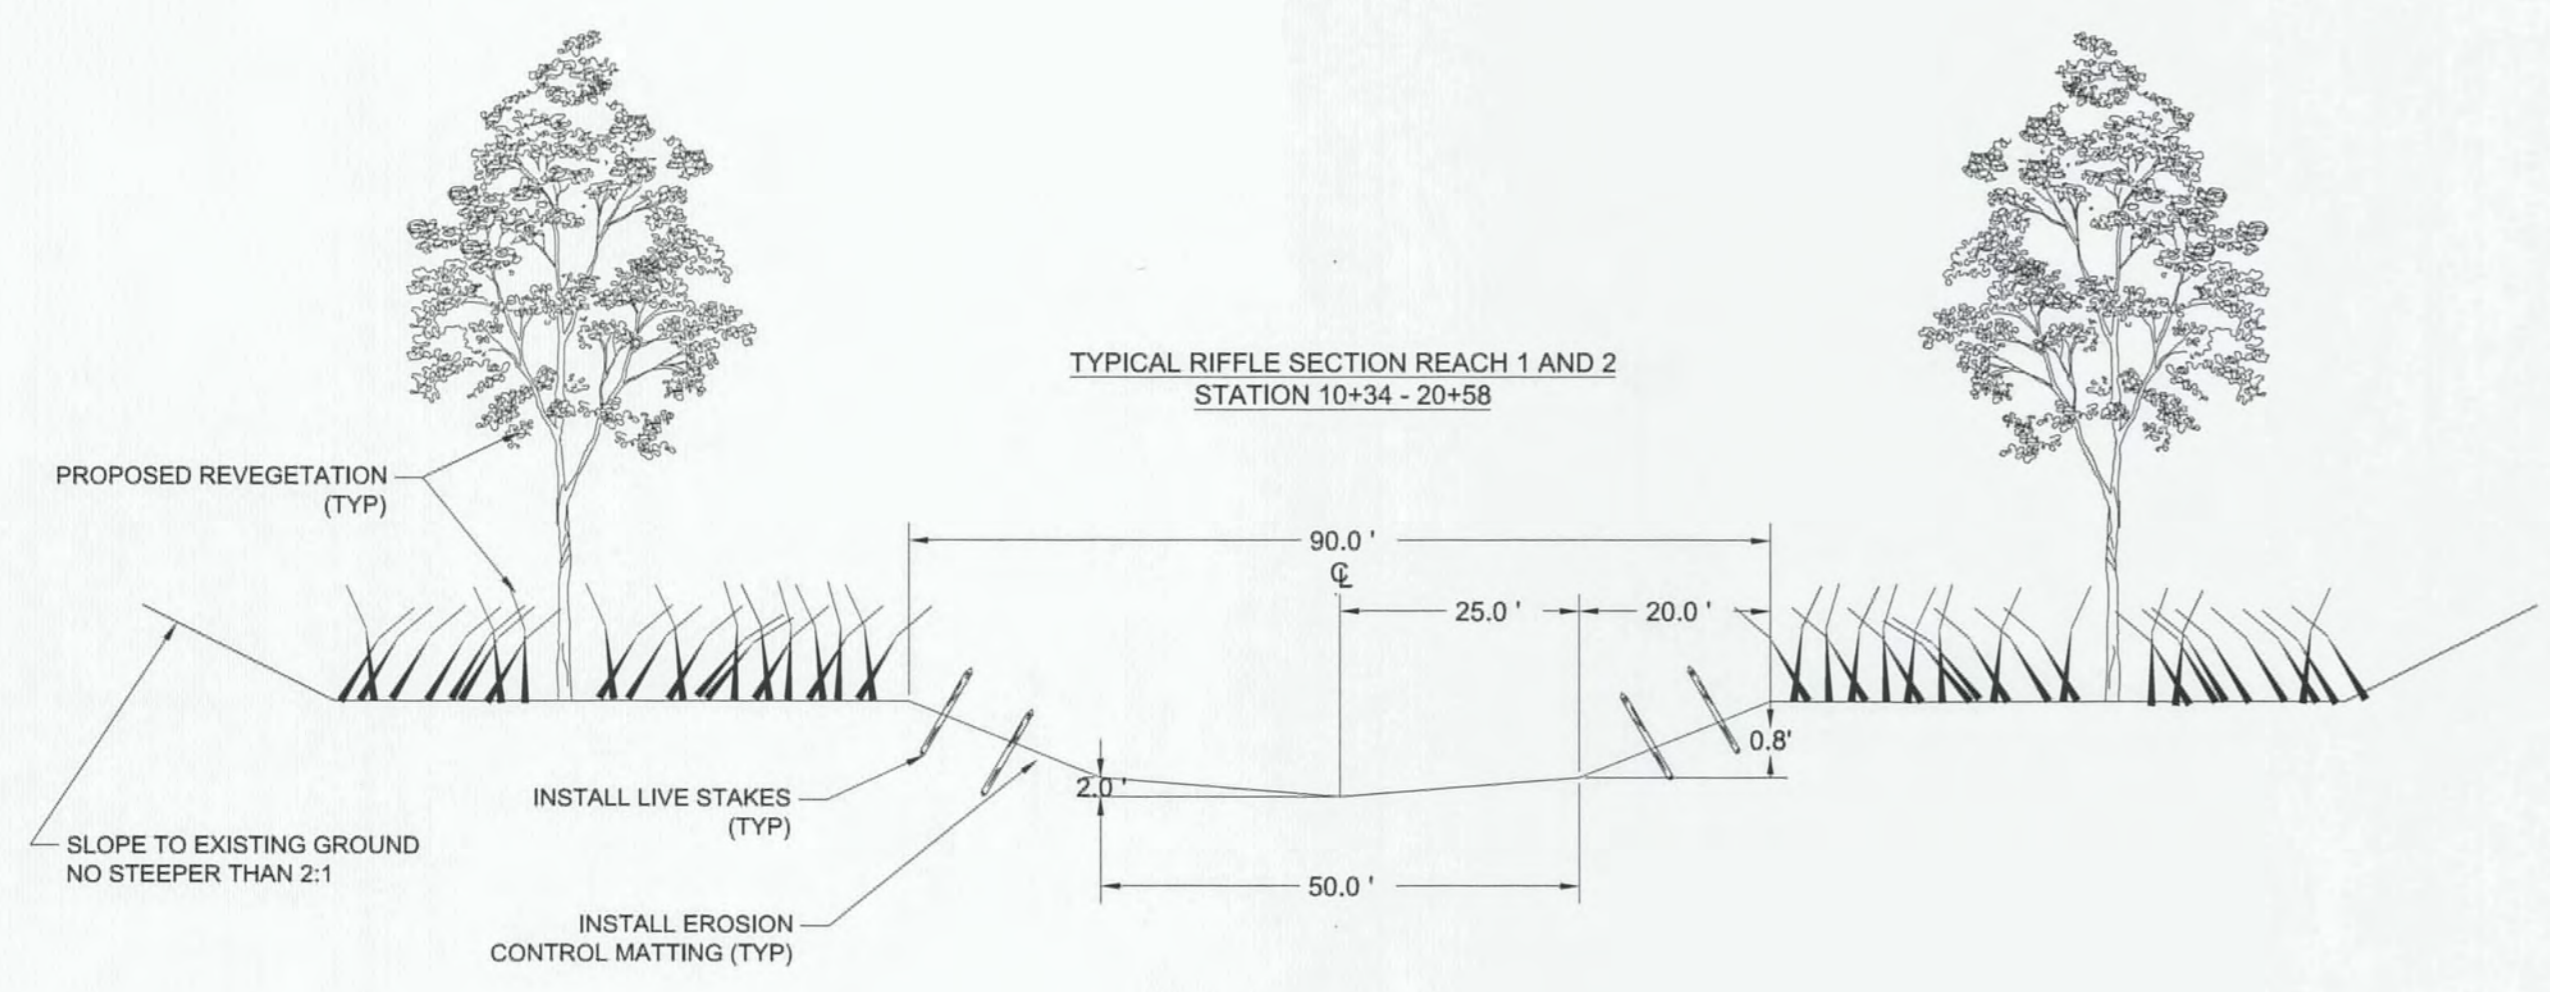 TYPICAL RIFFLE SECTION REACH 1 AND 2
STATION 10+34 - 20+58
PROPOSED REVEGETATION
(TYP)
90.0 '
℄
25.0 '
20.0 '
0.8'
2.0 '
INSTALL LIVE STAKES
(TYP)
SLOPE TO EXISTING GROUND
NO STEEPER THAN 2:1
50.0 '
INSTALL EROSION
CONTROL MATTING (TYP)